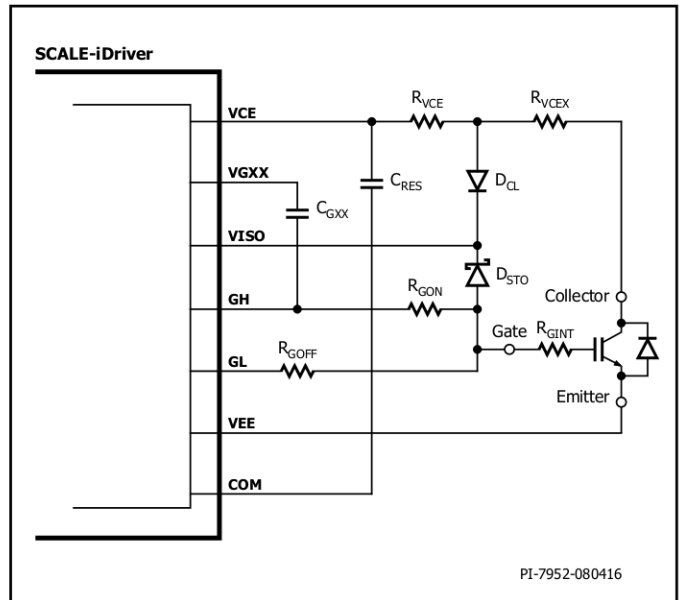 SCALE-iDriver
VCE
R_VCE
R_VCEX
VGXX
C_RES
D_CL
C_GXX
VISO
D_STO
GH
R_GON
Collector
Gate
R_GINT
GL
R_GOFF
Emitter
VEE
COM
PI-7952-080416